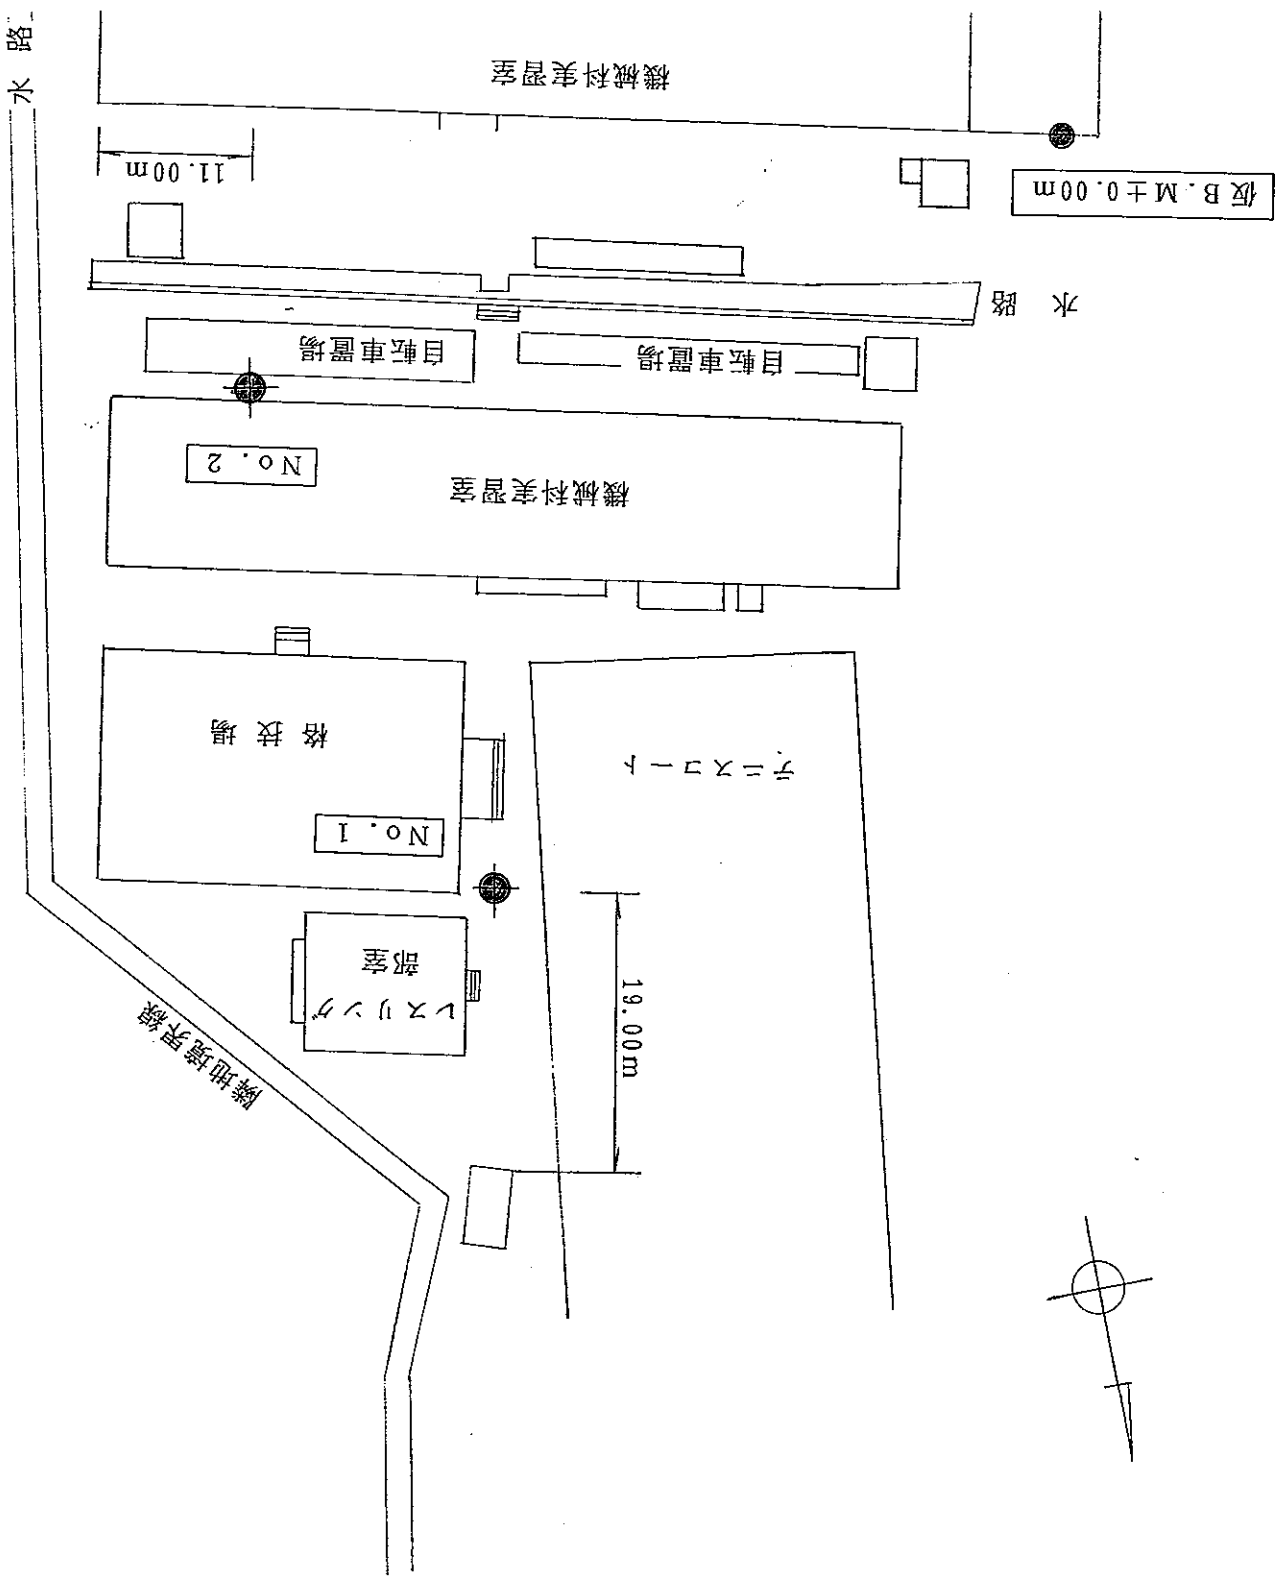 水路
機械科実習室
11.00m
仮B.M±0.00m
水路
自転車置場
自転車置場
No.2
機械科実習室
格技場
テニスコート
No.1
レスリング
部室
19.00m
隣地境界線